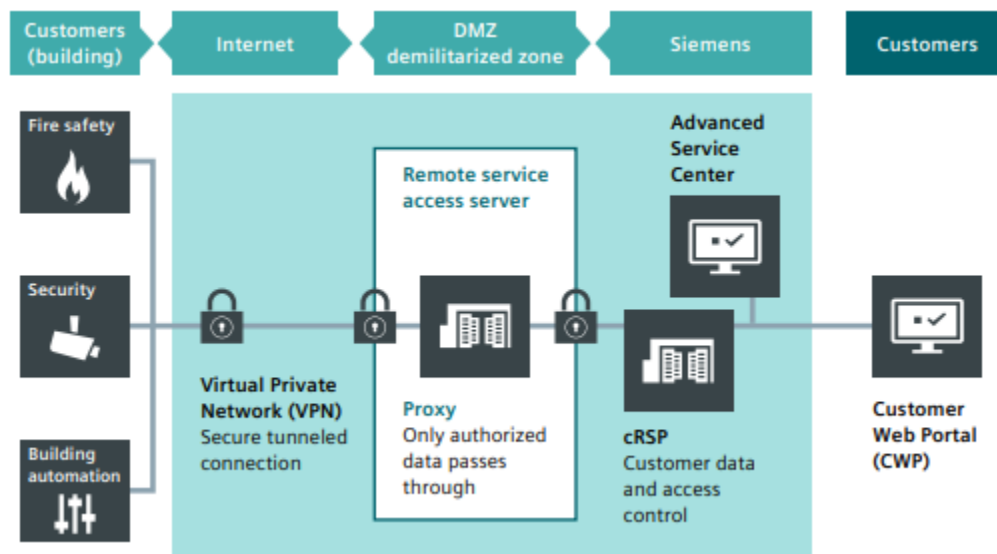 Customers
(building)
Internet
DMZ
demilitarized zone
Siemens
Customers
Fire safety
Security
Building
automation
Virtual Private
Network (VPN)
Secure tunneled
connection
Remote service
access server
Proxy
Only authorized
data passes
through
Advanced
Service
Center
cRSP
Customer data
and access
control
Customer
Web Portal
(CWP)